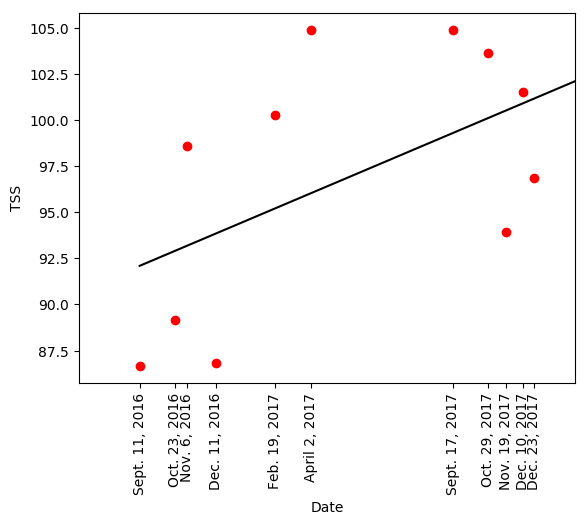 105.0
102.5
100.0
97.5
95.0
92.5
90.0
87.5
TSS
Sept. 11, 2016
Oct. 23, 2016
Nov. 6, 2016
Dec. 11, 2016
Feb. 19, 2017
April 2, 2017
Sept. 17, 2017
Oct. 29, 2017
Nov. 19, 2017
Dec. 10, 2017
Dec. 23, 2017
Date